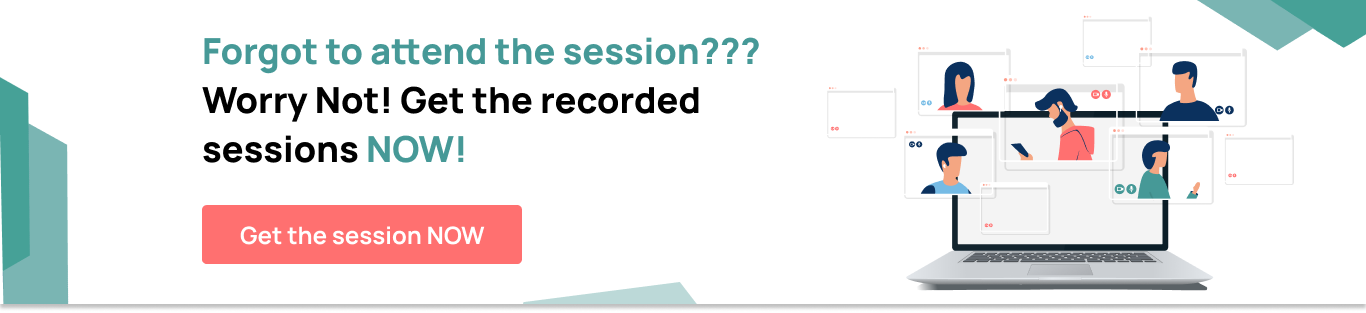 Forgot to attend the session???
Worry Not! Get the recorded
sessions NOW!
Get the session NOW